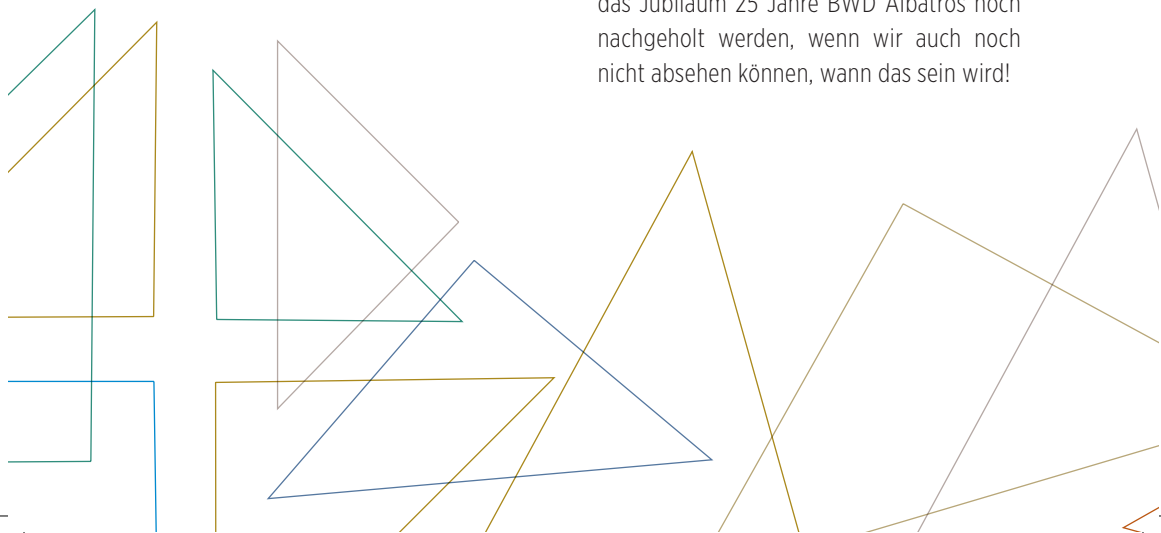 das Jubiläum 25 Jahre BWD Albatros noch
nachgeholt werden, wenn wir auch noch
nicht absehen können, wann das sein wird!